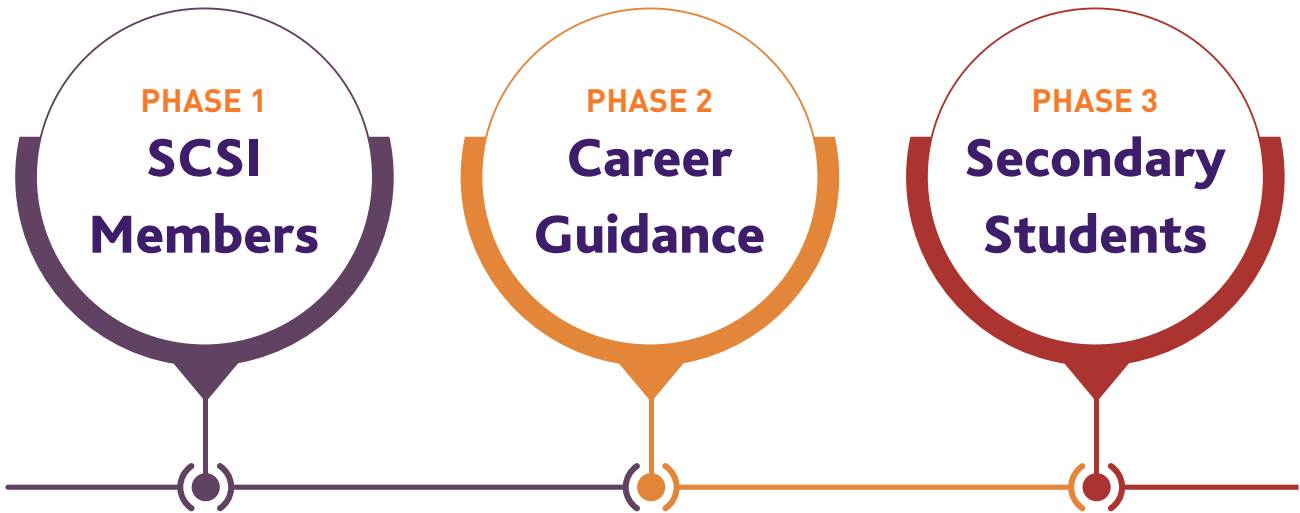 PHASE 1
SCSI
Members
PHASE 2
Career
Guidance
PHASE 3
Secondary
Students